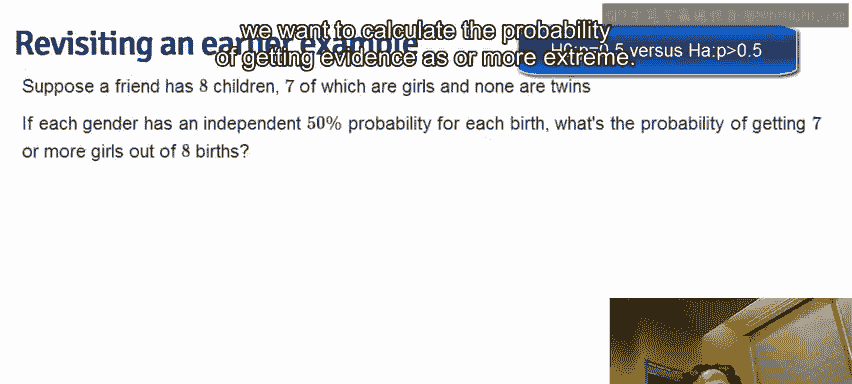 Revisiting an earlier example
we want to calculate the probability
of getting evidence as or more extreme.
H0:p=0.5 versus Ha:p>0.5
Suppose a friend has 8 children, 7 of which are girls and none are twins
If each gender has an independent 50% probability for each birth, what's the probability of getting 7
or more girls out of 8 births?